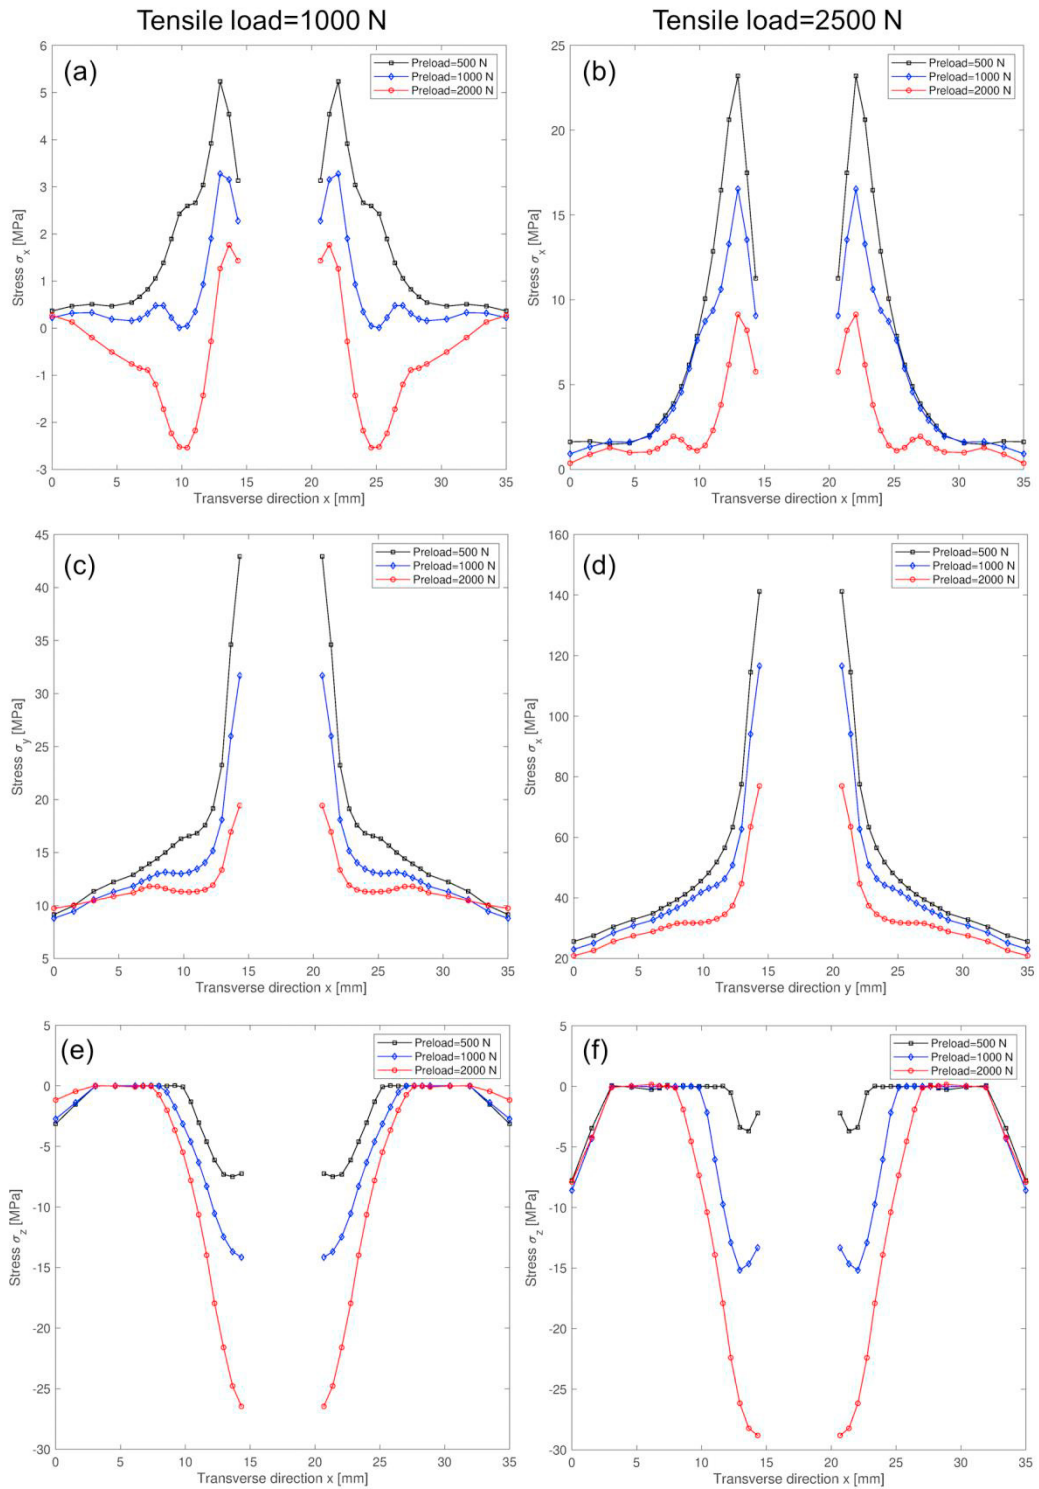 Tensile load=1000 N
Tensile load=2500 N
(a)
Preload=500 N
Preload=1000 N
Preload=2000 N
6
5
4
3
2
1
0
-1
-2
-3
Stress σx [MPa]
0 5 10 15 20 25 30 35
Transverse direction x [mm]
(b)
Preload=500 N
Preload=1000 N
Preload=2000 N
25
20
15
10
5
0
Stress σx [MPa]
0 5 10 15 20 25 30 35
Transverse direction x [mm]
(c)
Preload=500 N
Preload=1000 N
Preload=2000 N
45
40
35
30
25
20
15
10
5
Stress σy [MPa]
0 5 10 15 20 25 30 35
Transverse direction x [mm]
(d)
Preload=500 N
Preload=1000 N
Preload=2000 N
160
140
120
100
80
60
40
20
Stress σx [MPa]
0 5 10 15 20 25 30 35
Transverse direction y [mm]
(e)
Preload=500 N
Preload=1000 N
Preload=2000 N
5
0
-5
-10
-15
-20
-25
-30
Stress σz [MPa]
0 5 10 15 20 25 30 35
Transverse direction x [mm]
(f)
Preload=500 N
Preload=1000 N
Preload=2000 N
5
0
-5
-10
-15
-20
-25
-30
Stress σz [MPa]
0 5 10 15 20 25 30 35
Transverse direction x [mm]